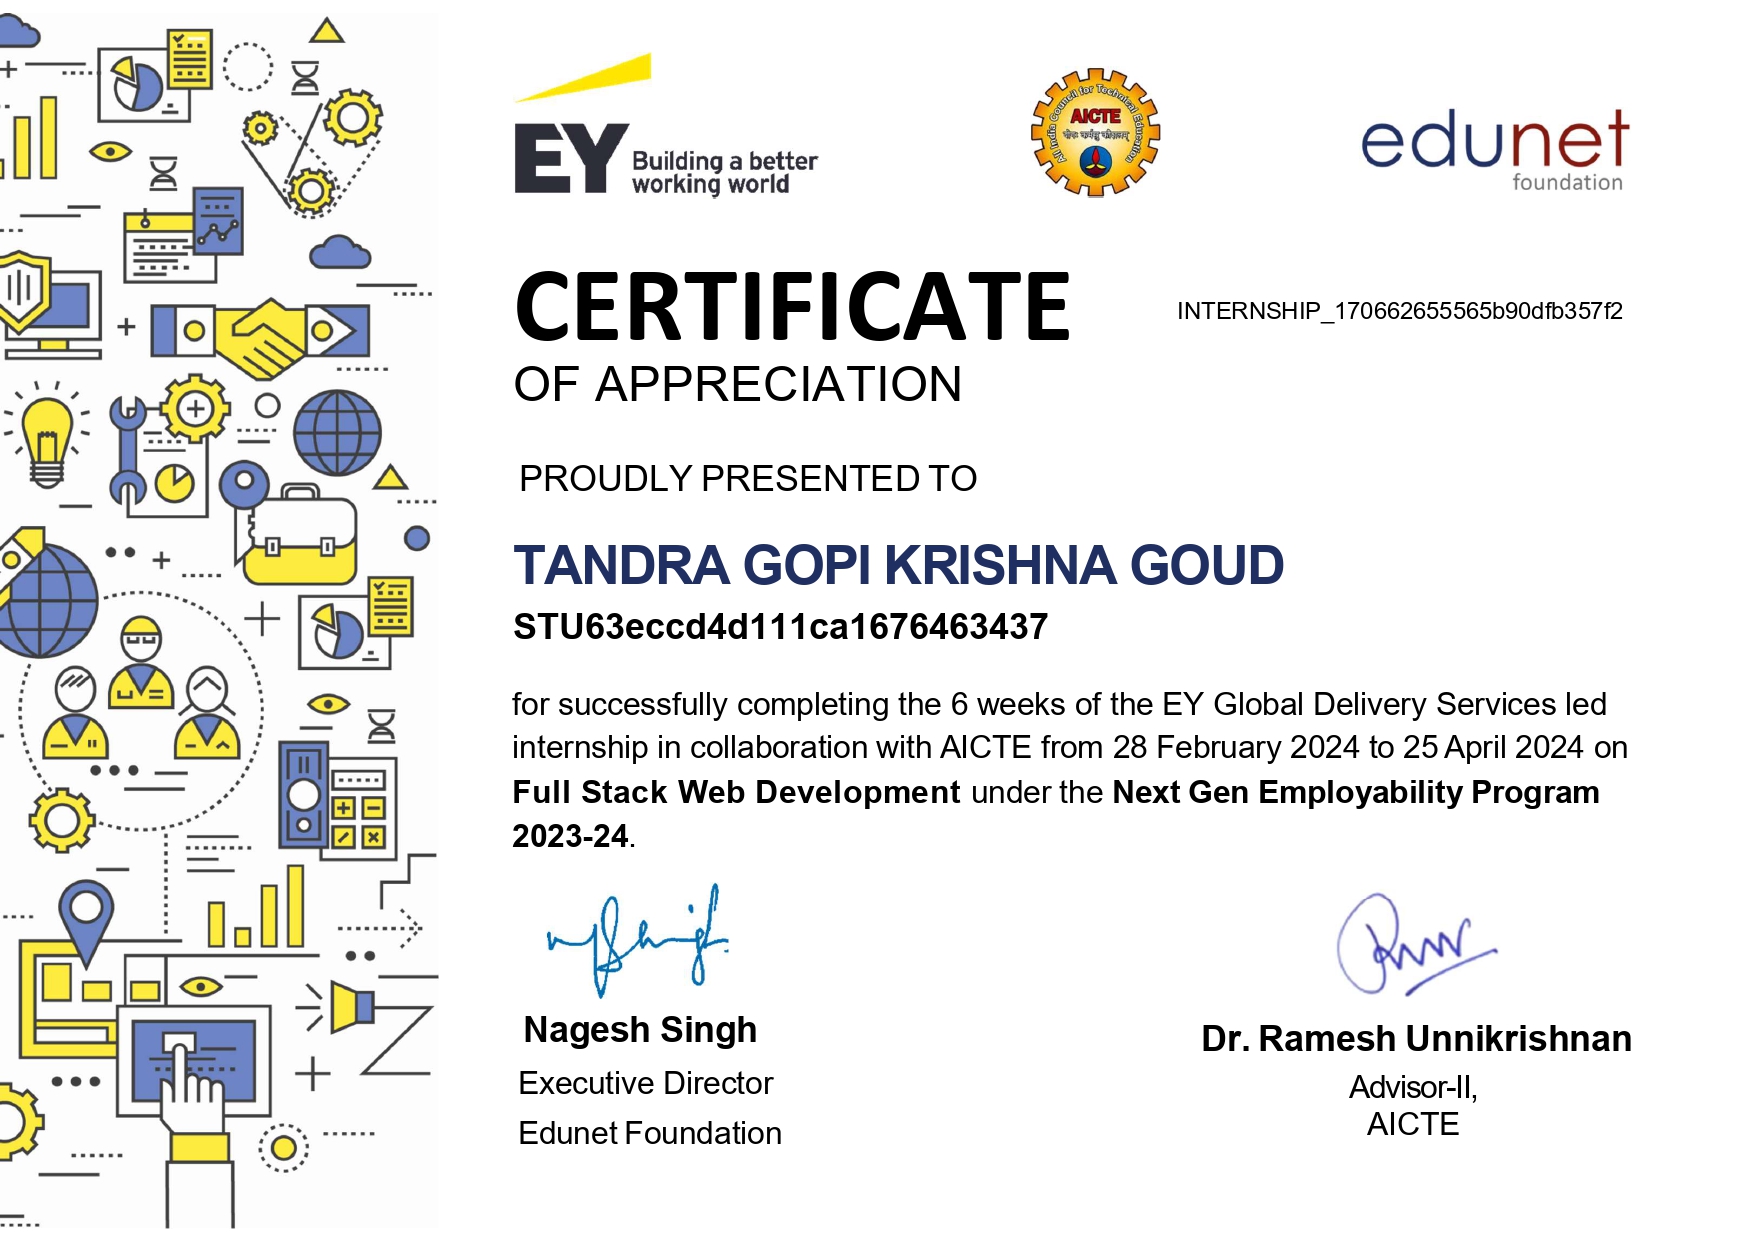 EY Building a better
working world
All India Council for Technical Education
AICTE
edunet
foundation
CERTIFICATE
INTERNSHIP_170662655565b90dfb357f2
OF APPRECIATION
PROUDLY PRESENTED TO
TANDRA GOPI KRISHNA GOUD
STU63eccd4d111ca1676463437
for successfully completing the 6 weeks of the EY Global Delivery Services led
internship in collaboration with AICTE from 28 February 2024 to 25 April 2024 on
Full Stack Web Development under the Next Gen Employability Program
2023-24.
Nagesh Singh
Executive Director
Edunet Foundation
Dr. Ramesh Unnikrishnan
Advisor-II,
AICTE